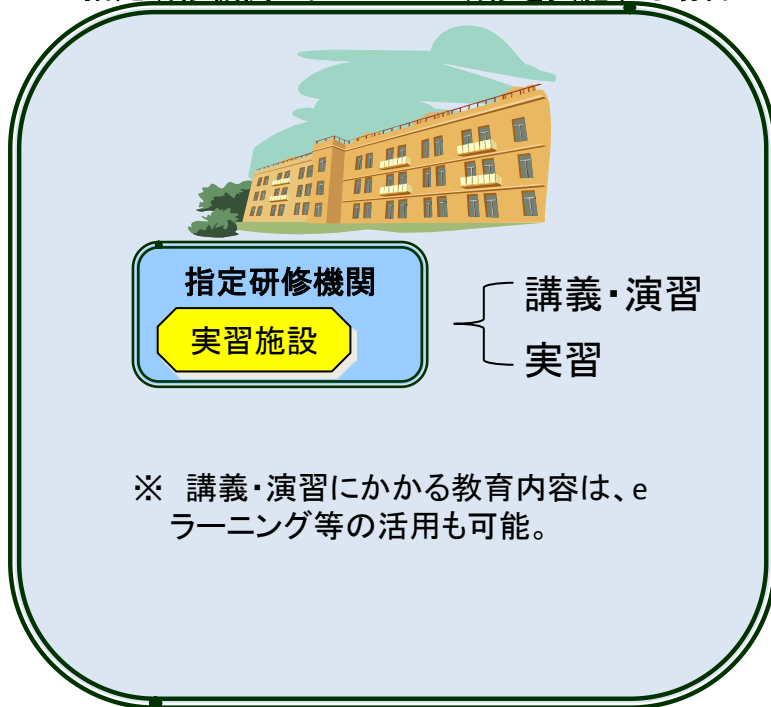 指定研修機関
実習施設
講義・演習
実習
※ 講義・演習にかかる教育内容は、e
ラーニング等の活用も可能。